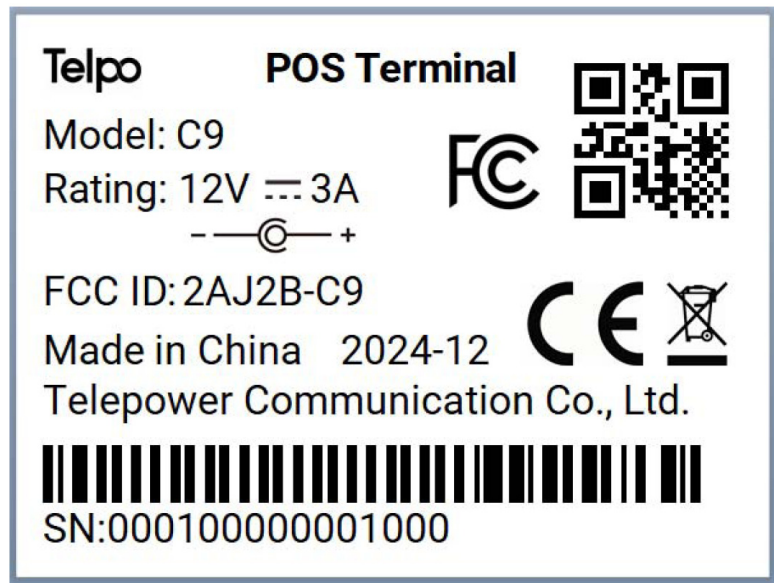 Telpo POS Terminal
Model: C9
Rating: 12V ⎓ 3A
- +
FCC ID: 2AJ2B-C9
Made in China 2024-12
Telepower Communication Co., Ltd.
SN:000100000001000